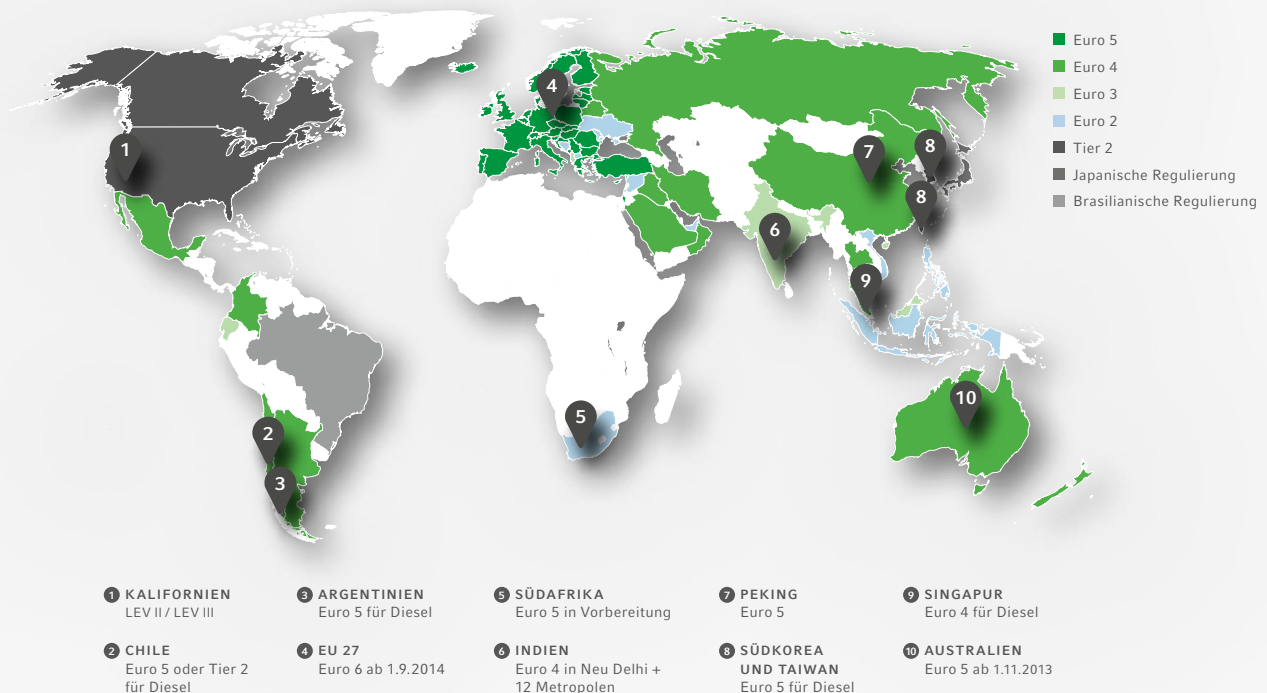 Euro 5
Euro 4
Euro 3
Euro 2
Tier 2
Japanische Regulierung
Brasilianische Regulierung
4
1
7
8
8
6
9
10
5
2
3
1 KALIFORNIEN
LEV II / LEV III
2 CHILE
Euro 5 oder Tier 2
für Diesel
3 ARGENTINIEN
Euro 5 für Diesel
4 EU 27
Euro 6 ab 1.9.2014
5 SÜDAFRIKA
Euro 5 in Vorbereitung
6 INDIEN
Euro 4 in Neu Delhi +
12 Metropolen
7 PEKING
Euro 5
8 SÜDKOREA
UND TAIWAN
Euro 5 für Diesel
9 SINGAPUR
Euro 4 für Diesel
10 AUSTRALIEN
Euro 5 ab 1.11.2013